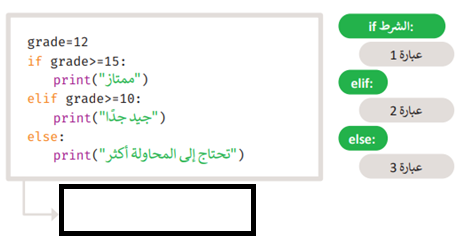 grade=12
if grade>=15:
print("ممتاز")
elif grade>=10:
print("جيد جدًا")
else:
print("تحتاج إلى المحاولة أكثر")
if الشرط:
عبارة 1
elif:
عبارة 2
else:
عبارة 3